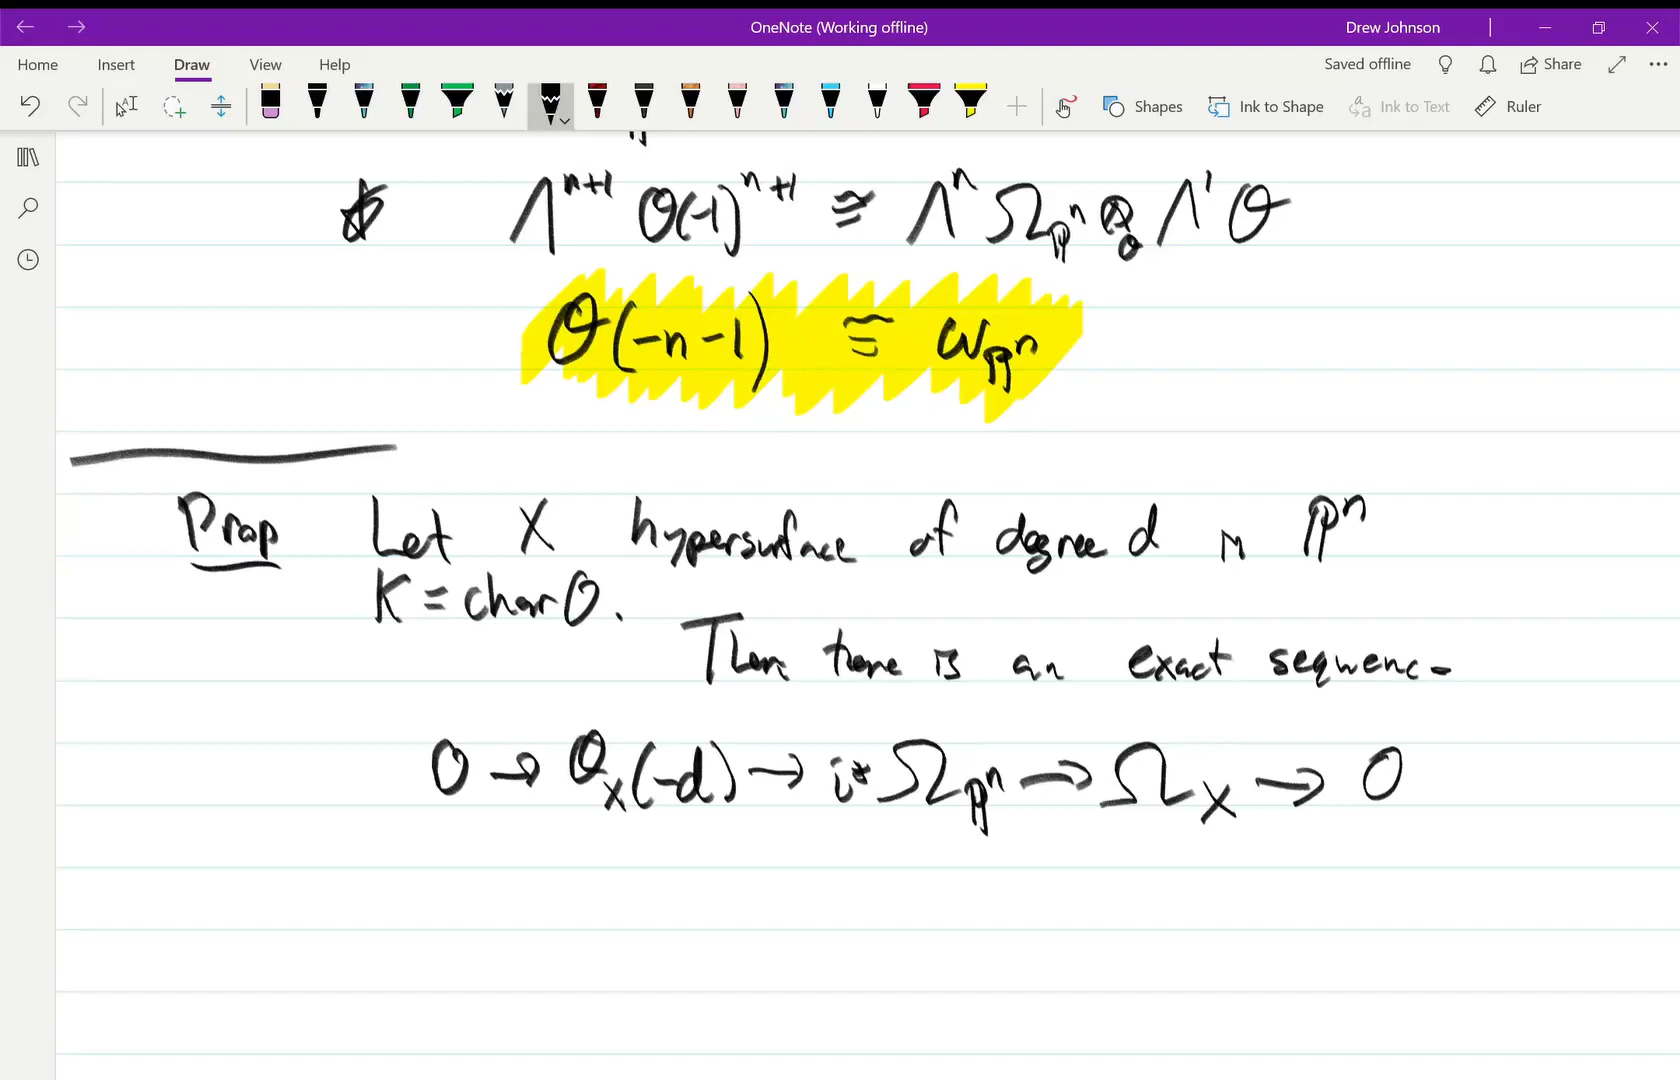 OneNote (Working offline)
Drew Johnson
Home Insert Draw View Help
Saved offline Share
Shapes Ink to Shape Ink to Text Ruler
Λ^{n+1} O(-1)^{n+1} ≅ Λ^n Ω_{ℙ^n} ⊗_O Λ^1 O
O(-n-1) ≅ ω_{ℙ^n}
Prop Let X hypersurface of degree d in ℙ^n
K = char 0.
Then there is an exact sequence
0 → O_X(-d) → i* Ω_{ℙ^n} → Ω_X → 0